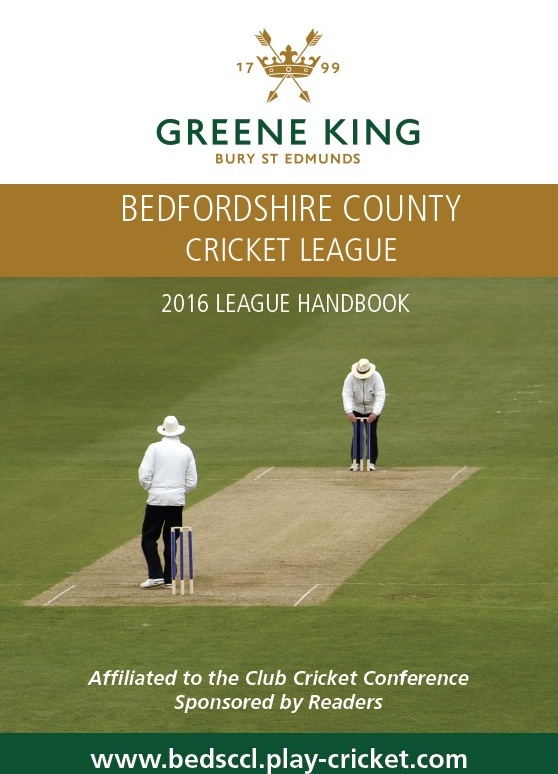 17 99
GREENE KING
BURY ST EDMUNDS
BEDFORDSHIRE COUNTY
CRICKET LEAGUE
2016 LEAGUE HANDBOOK
Affiliated to the Club Cricket Conference
Sponsored by Readers
www.bedsccl.play-cricket.com